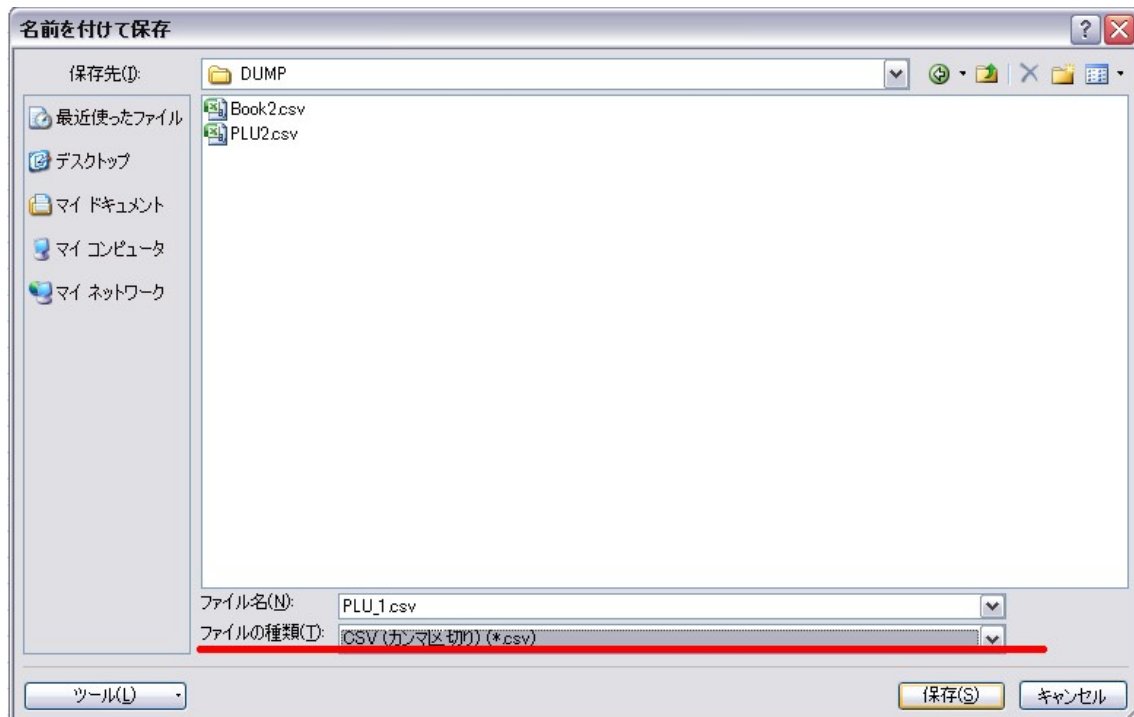 名前を付けて保存
保存先(I):
DUMP
最近使ったファイル
デスクトップ
マイ ドキュメント
マイ コンピュータ
マイ ネットワーク
Book2.csv
PLU2.csv
ファイル名(N):
PLU_1.csv
ファイルの種類(T):
CSV (カンマ区切り) (*.csv)
ツール(L)
保存(S)
キャンセル